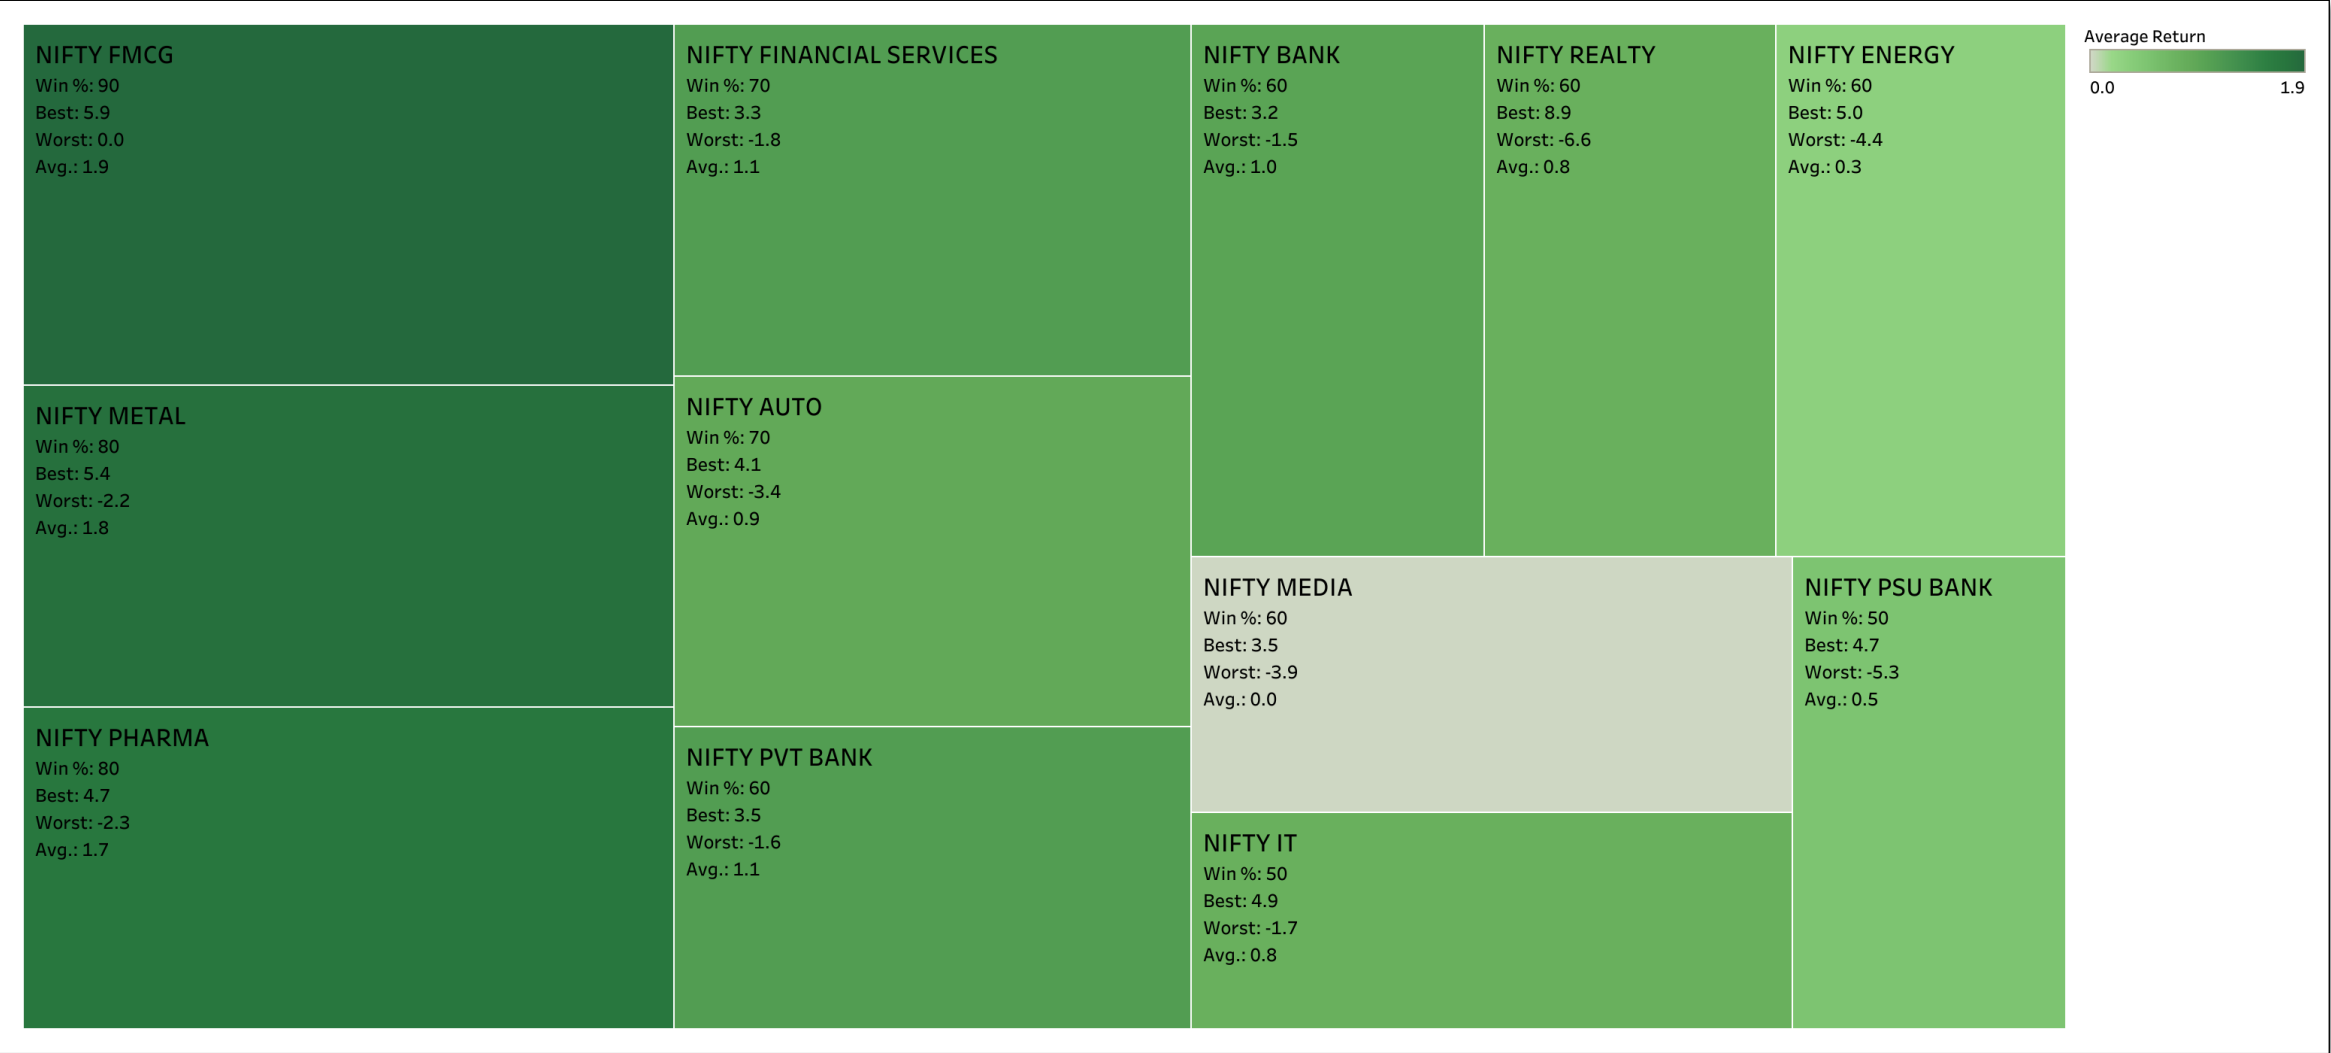 NIFTY FMCG
Win %: 90
Best: 5.9
Worst: 0.0
Avg.: 1.9
NIFTY METAL
Win %: 80
Best: 5.4
Worst: -2.2
Avg.: 1.8
NIFTY PHARMA
Win %: 80
Best: 4.7
Worst: -2.3
Avg.: 1.7
NIFTY FINANCIAL SERVICES
Win %: 70
Best: 3.3
Worst: -1.8
Avg.: 1.1
NIFTY AUTO
Win %: 70
Best: 4.1
Worst: -3.4
Avg.: 0.9
NIFTY PVT BANK
Win %: 60
Best: 3.5
Worst: -1.6
Avg.: 1.1
NIFTY BANK
Win %: 60
Best: 3.2
Worst: -1.5
Avg.: 1.0
NIFTY REALTY
Win %: 60
Best: 8.9
Worst: -6.6
Avg.: 0.8
NIFTY ENERGY
Win %: 60
Best: 5.0
Worst: -4.4
Avg.: 0.3
NIFTY MEDIA
Win %: 60
Best: 3.5
Worst: -3.9
Avg.: 0.0
NIFTY IT
Win %: 50
Best: 4.9
Worst: -1.7
Avg.: 0.8
NIFTY PSU BANK
Win %: 50
Best: 4.7
Worst: -5.3
Avg.: 0.5
Average Return
0.0 1.9